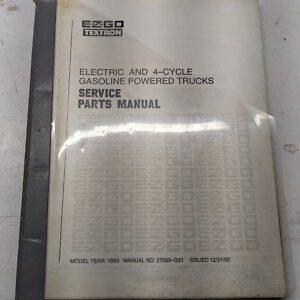 EZGO
TEXTRON
ELECTRIC AND 4-CYCLE
GASOLINE POWERED TRUCKS
SERVICE
PARTS MANUAL
MODEL YEAR: 1993 MANUAL NO. 27689-G01 ISSUED 12/31/92